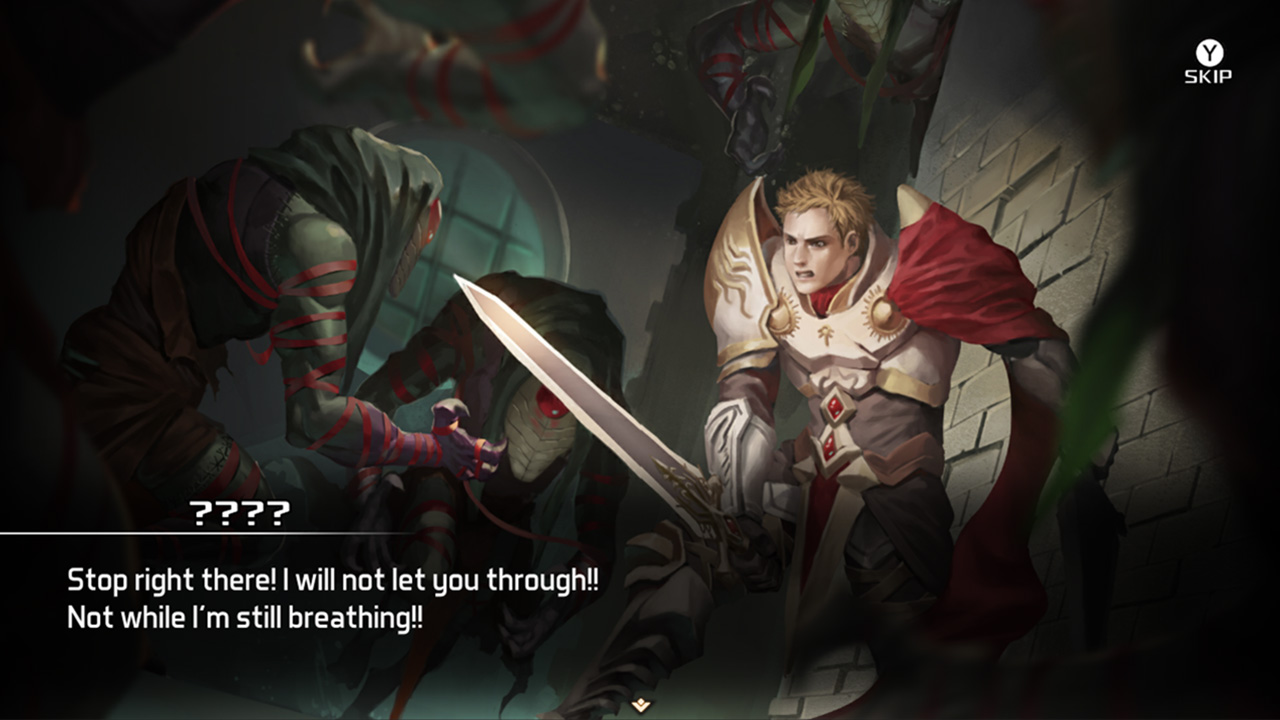 Y
SKIP
????
Stop right there! I will not let you through!!
Not while I'm still breathing!!